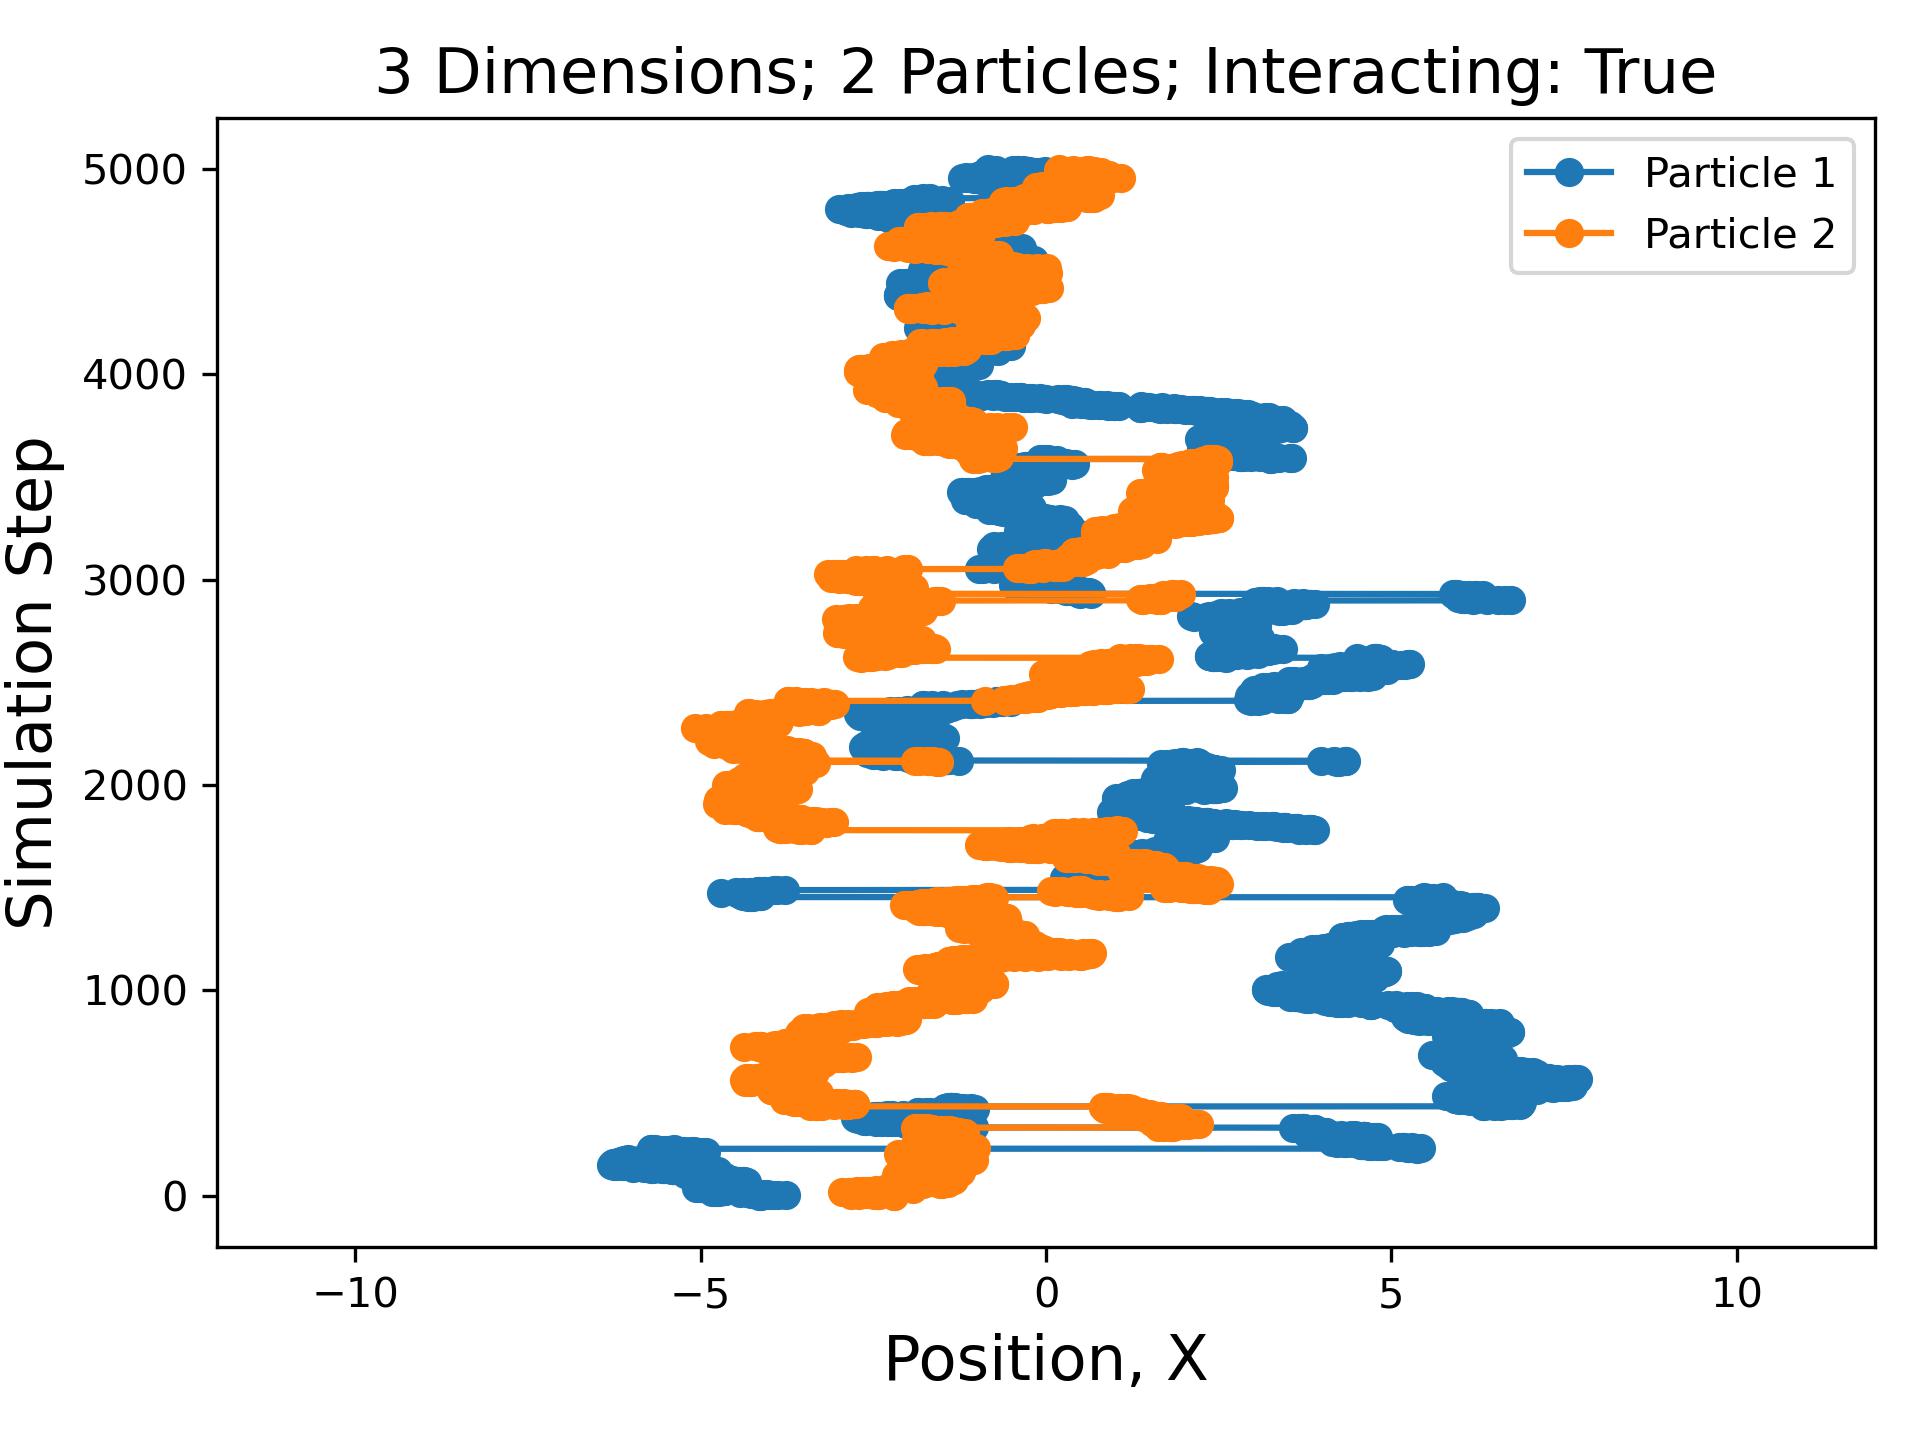 3 Dimensions; 2 Particles; Interacting: True
Particle 1
Particle 2
5000
4000
3000
2000
1000
0
Simulation Step
−10
−5
0
5
10
Position, X